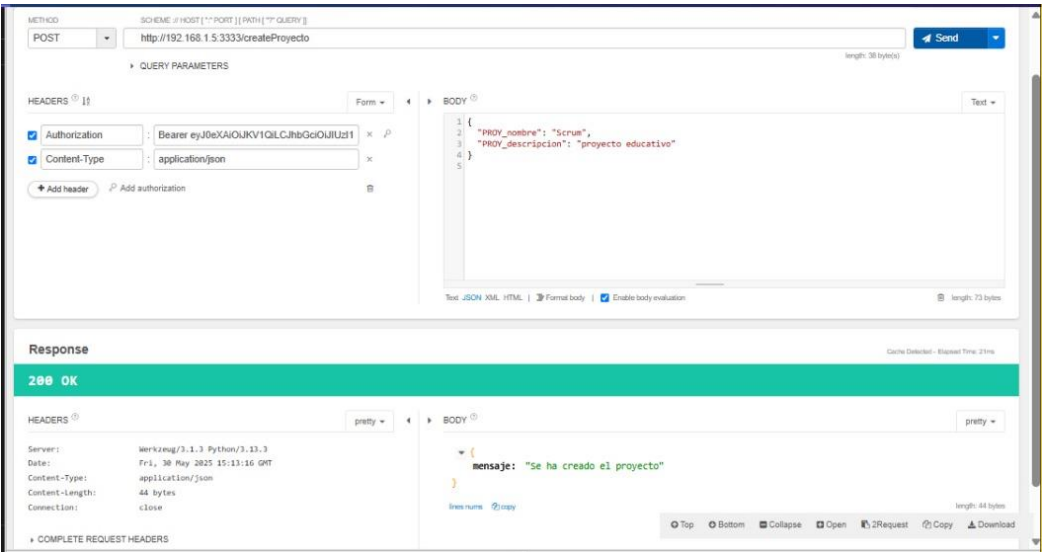 METHOD
SCHEME :// HOST [ ":" PORT ] [ PATH [ "?" QUERY ]]
POST
http://192.168.1.5:3333/createProyecto
Send
length: 38 byte(s)
QUERY PARAMETERS
HEADERS
Form
BODY
Text
Authorization : Bearer eyJ0eXAiOiJKV1QiLCJhbGciOiJIUzI1
Content-Type : application/json
Add header
Add authorization
1 {
2 "PROY_nombre": "Scrum",
3 "PROY_descripcion": "proyecto educativo"
4 }
5
Text JSON XML HTML | Format body | Enable body evaluation
length: 73 bytes
Response
Cache Detected - Elapsed Time: 21ms
200 OK
HEADERS
pretty
BODY
pretty
Server: Werkzeug/3.1.3 Python/3.13.3
Date: Fri, 30 May 2025 15:13:16 GMT
Content-Type: application/json
Content-Length: 44 bytes
Connection: close
{
mensaje: "Se ha creado el proyecto"
}
lines nums copy
length: 44 bytes
Top Bottom Collapse Open 2Request Copy Download
COMPLETE REQUEST HEADERS